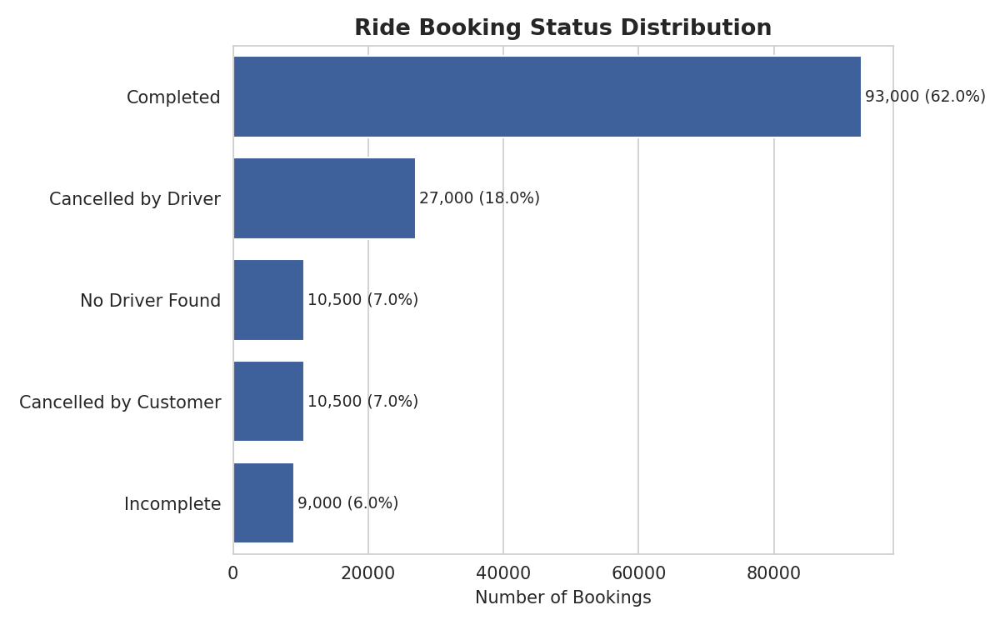 Ride Booking Status Distribution
Completed
93,000 (62.0%)
Cancelled by Driver
27,000 (18.0%)
No Driver Found
10,500 (7.0%)
Cancelled by Customer
10,500 (7.0%)
Incomplete
9,000 (6.0%)
0 20000 40000 60000 80000
Number of Bookings